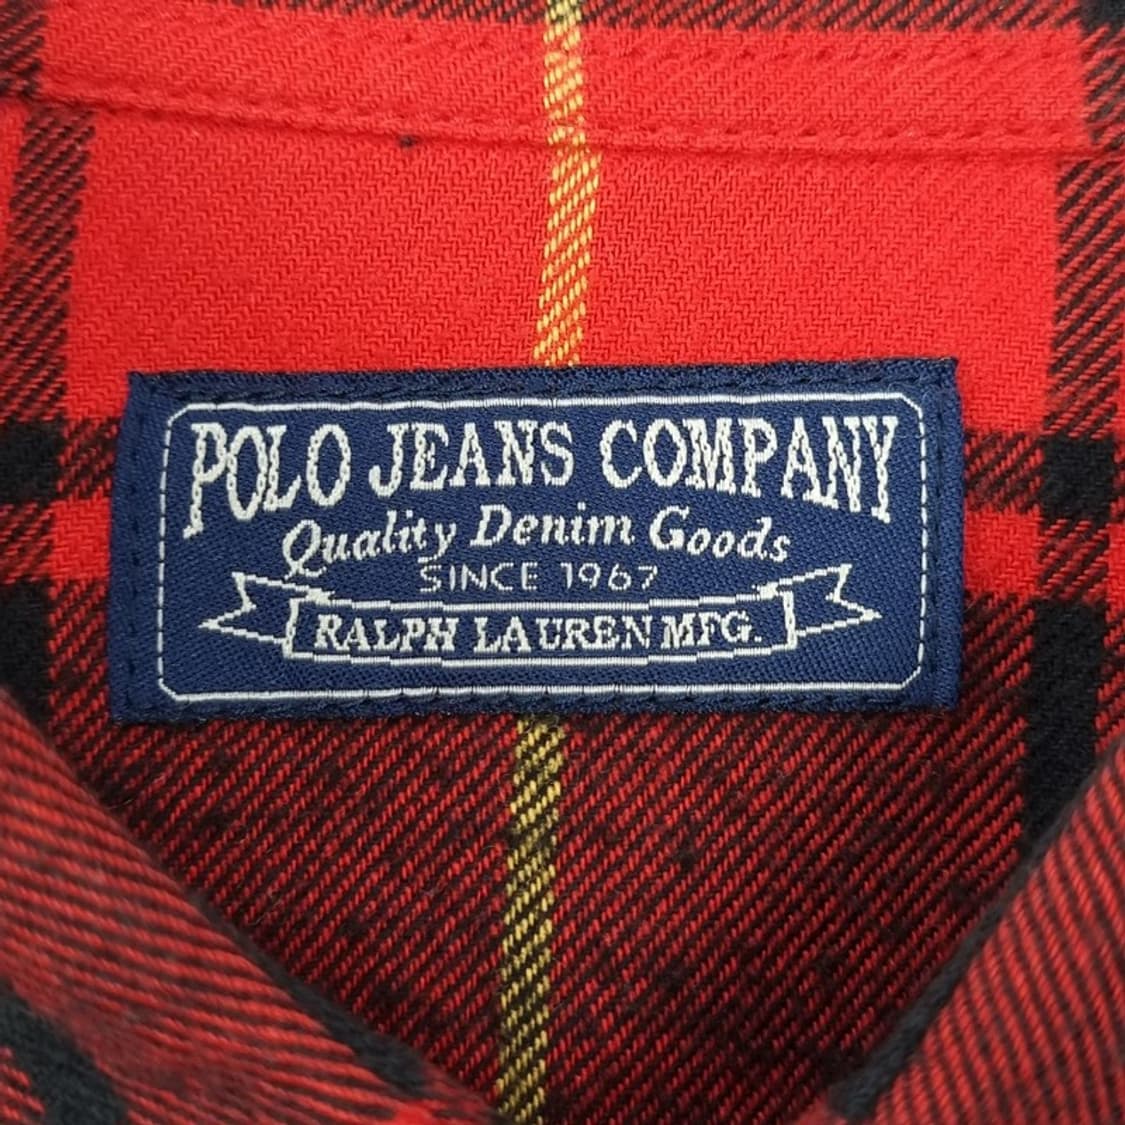 POLO JEANS COMPANY
Quality Denim Goods
SINCE 1967
RALPH LAUREN MFG.